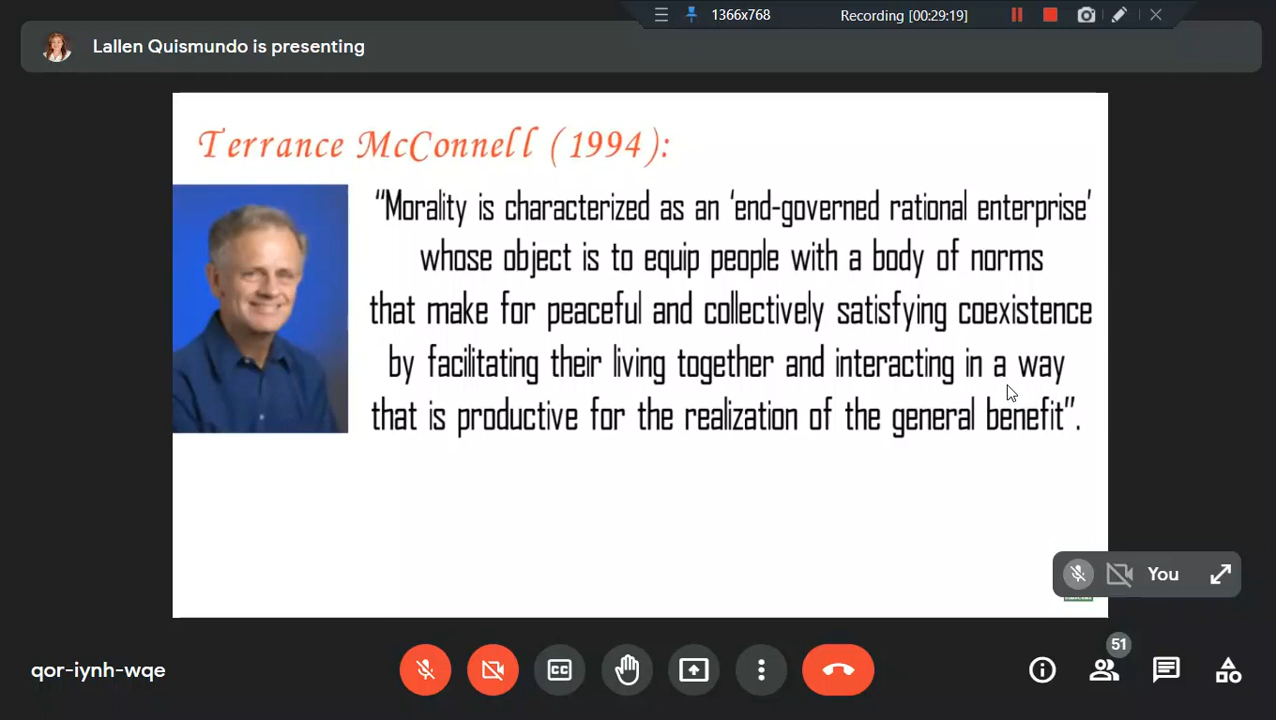 1366x768
Recording [00:29:19]
Lallen Quismundo is presenting
Terrance McConnell (1994):
“Morality is characterized as an ‘end-governed rational enterprise’
whose object is to equip people with a body of norms
that make for peaceful and collectively satisfying coexistence
by facilitating their living together and interacting in a way
that is productive for the realization of the general benefit”.
You
51
qor-iynh-wqe
CC